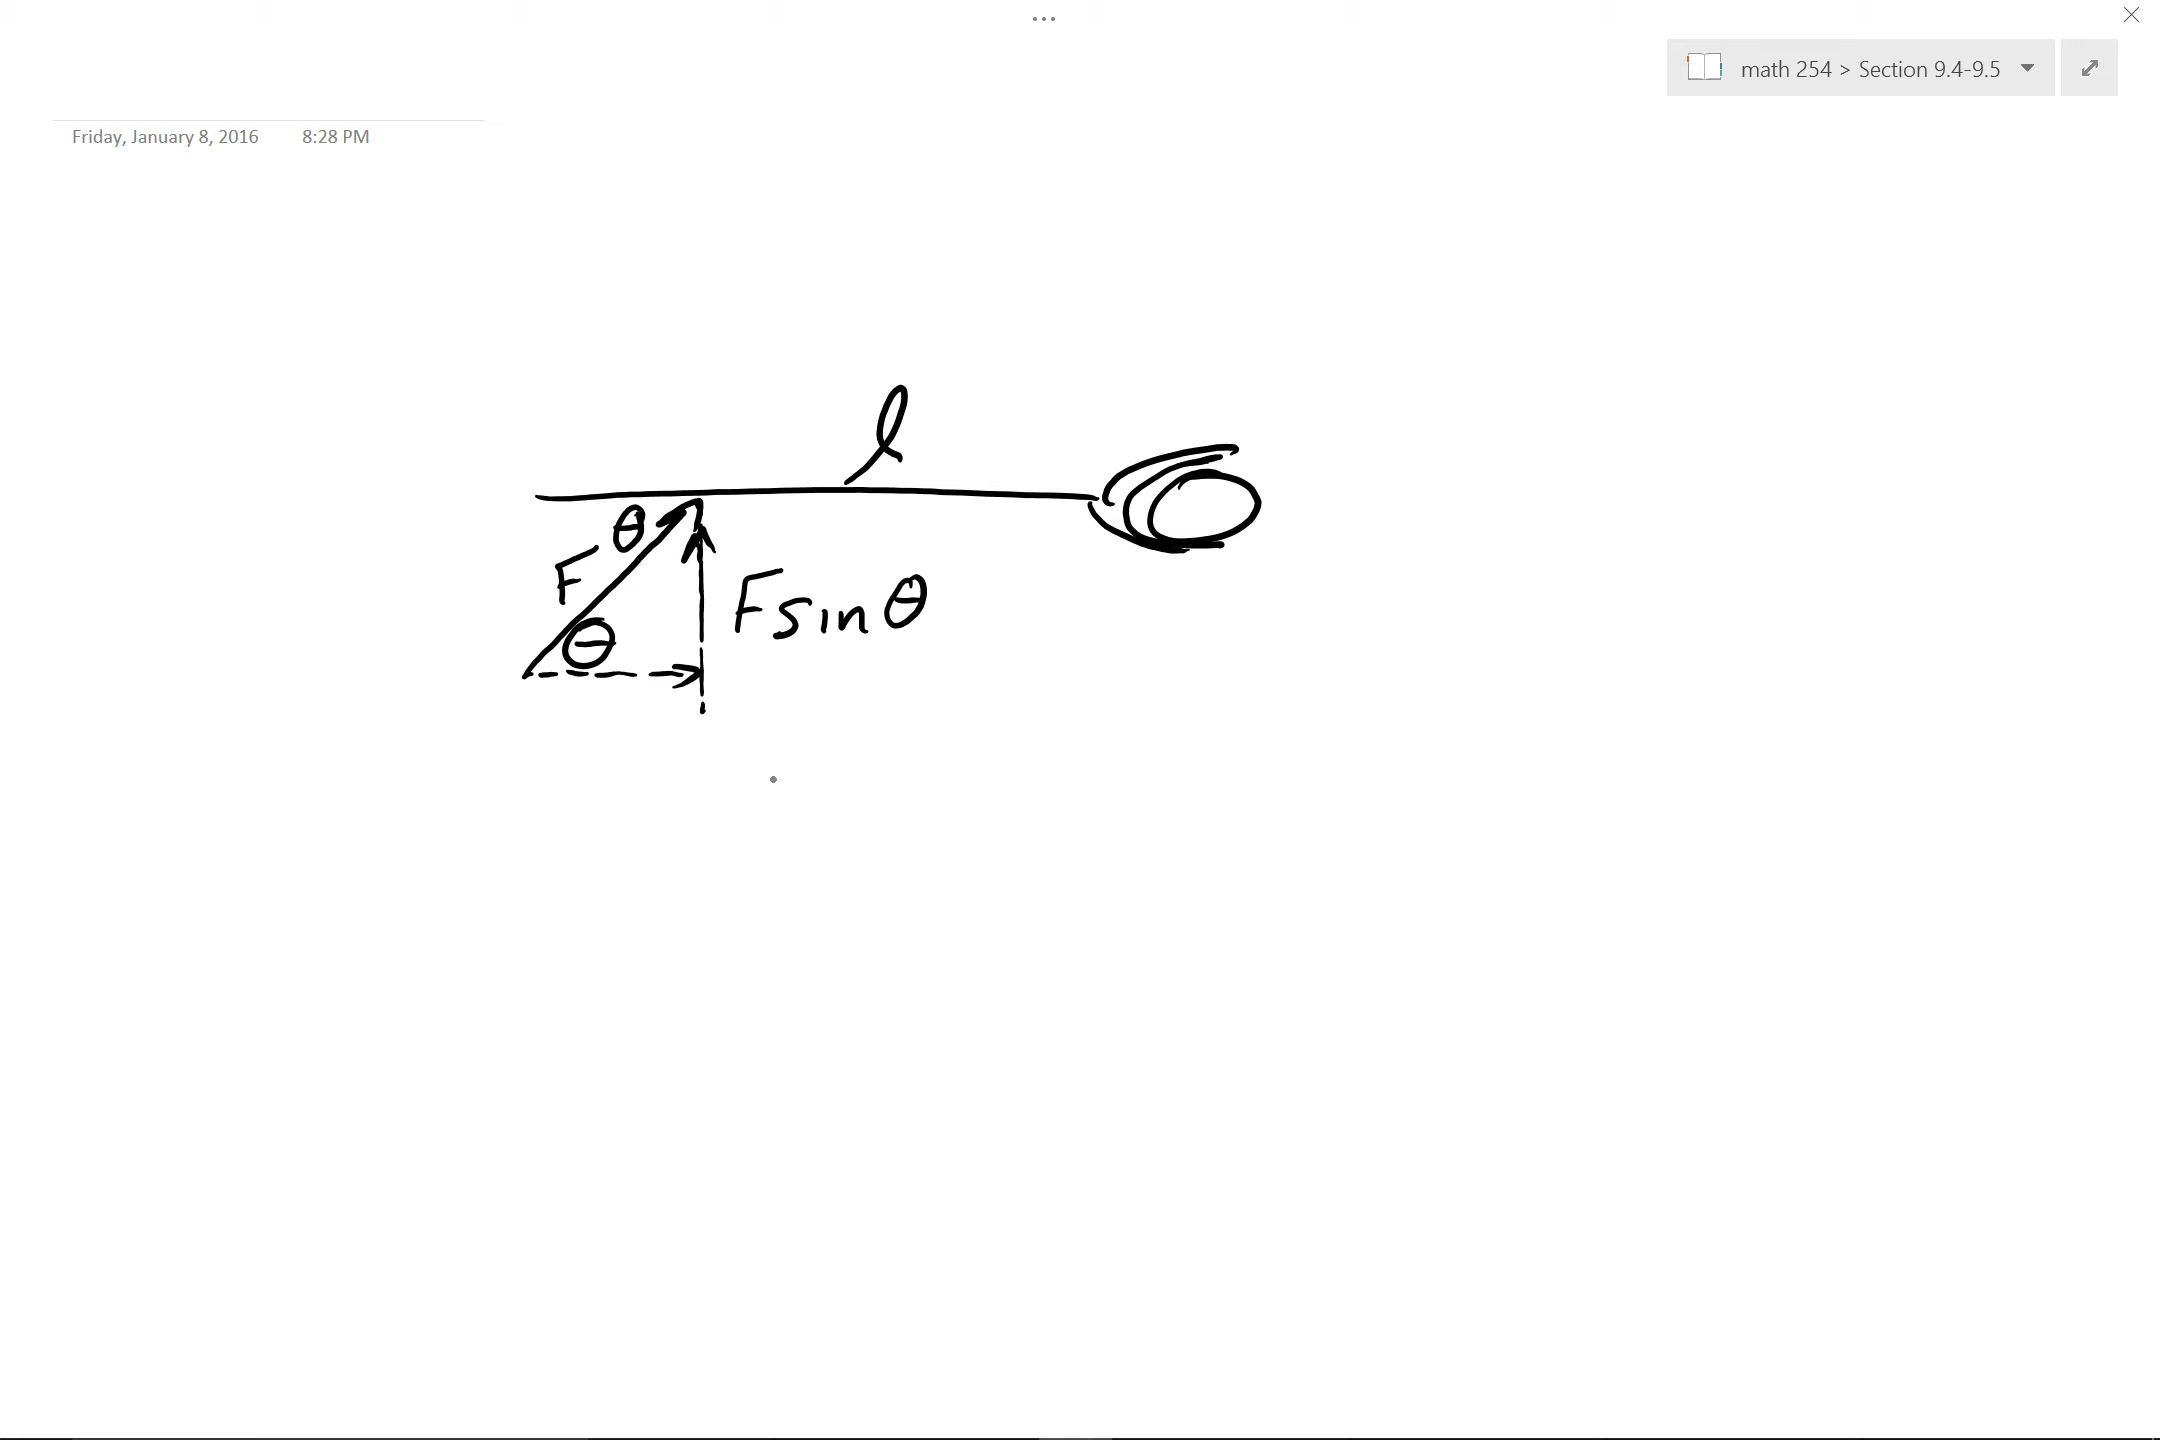 ...
math 254 > Section 9.4-9.5
Friday, January 8, 2016 8:28 PM
l
θ
F
F sin θ
θ